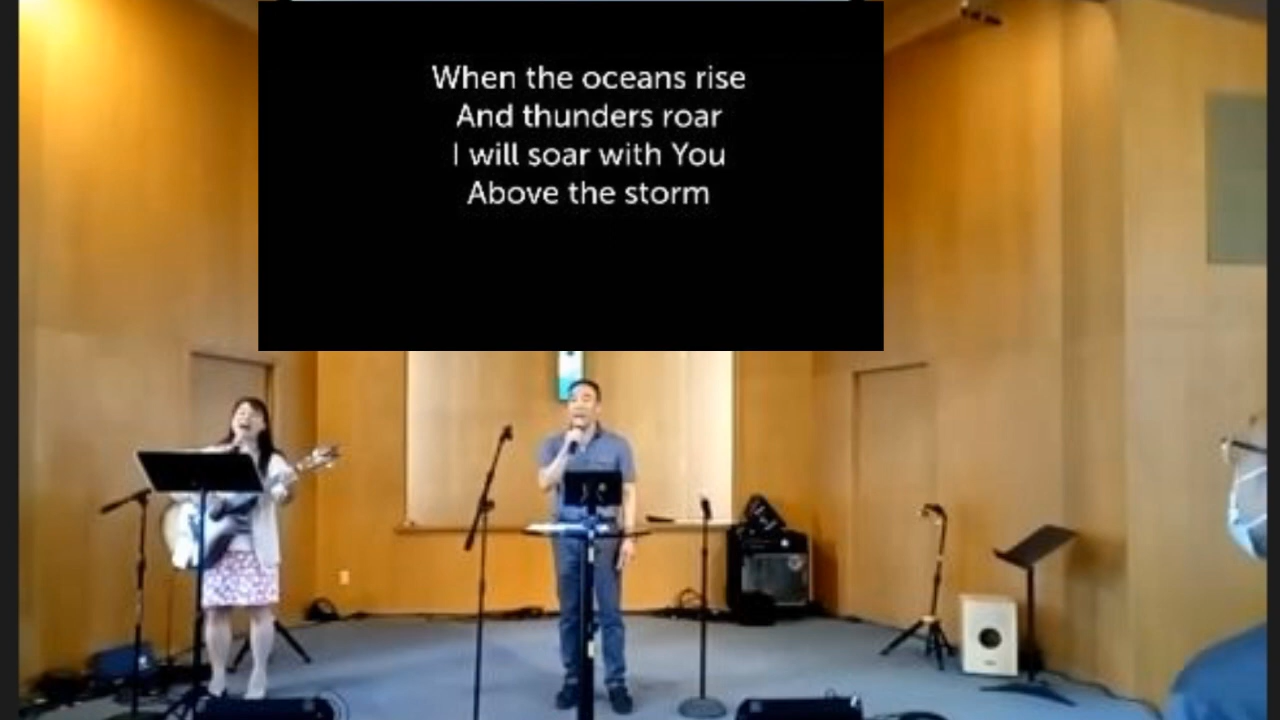 When the oceans rise
And thunders roar
I will soar with You
Above the storm